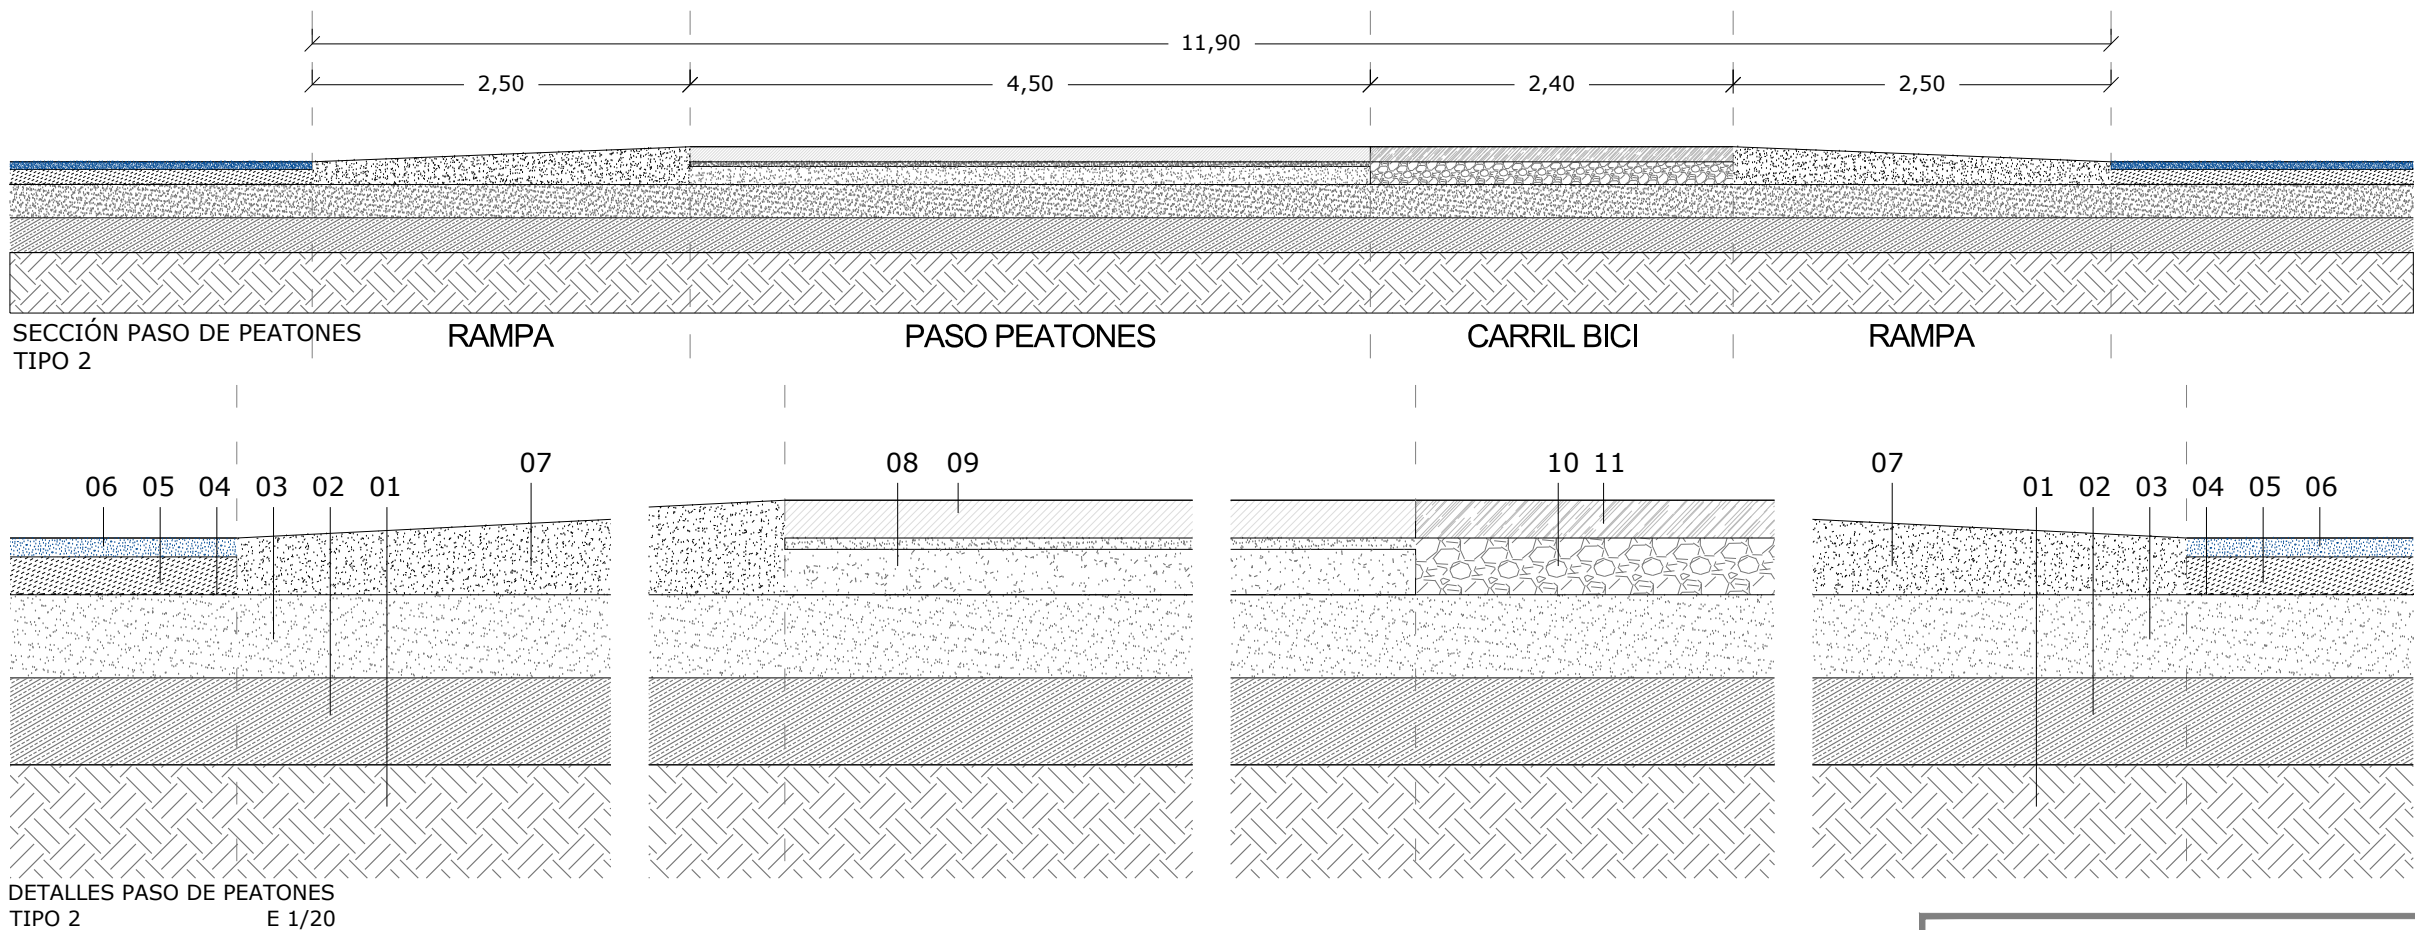 11,90
2,50 4,50 2,40 2,50
SECCIÓN PASO DE PEATONES
TIPO 2
RAMPA PASO PEATONES CARRIL BICI RAMPA
07 08 09 10 11 07
06 05 04 03 02 01 01 02 03 04 05 06
DETALLES PASO DE PEATONES
TIPO 2 E 1/20